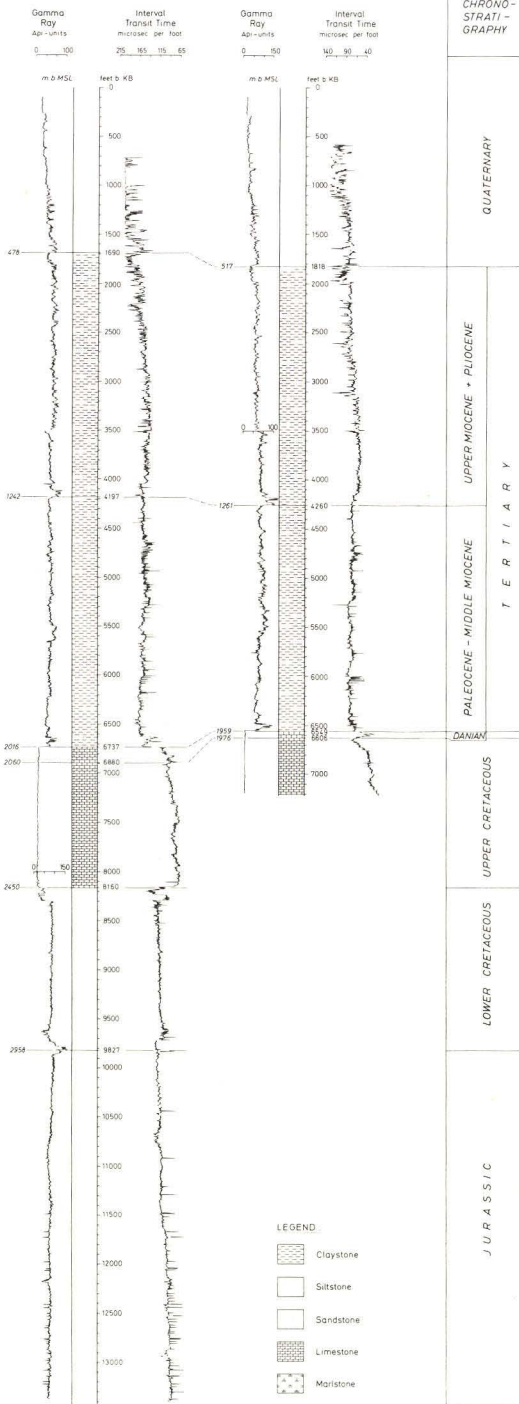 Gamma
Ray
Api-units
0 100
Interval
Transit Time
microsec per foot
215 165 115 65
Gamma
Ray
Api-units
0 150
Interval
Transit Time
microsec per foot
140 90 40
CHRONO-
STRATI-
GRAPHY
m b MSL
feet b KB
0
500
1000
1500
478
1690
2000
2500
3000
3500
4000
1242
4197
4500
5000
5500
6000
6500
2016
6737
2060
6880
7000
7500
8000
0 150
2450
8160
8500
9000
9500
2958
9827
10000
10500
11000
11500
12000
12500
13000
m b MSL
feet b KB
0
500
1000
1500
517
1818
2000
2500
3000
0 100
3500
4000
1261
4260
4500
5000
5500
6000
6500
1959
1976
6606
7000
QUATERNARY
UPPER MIOCENE + PLIOCENE
PALEOCENE - MIDDLE MIOCENE
TERTIARY
DANIAN
UPPER CRETACEOUS
LOWER CRETACEOUS
JURASSIC
LEGEND
Claystone
Siltstone
Sandstone
Limestone
Marlstone